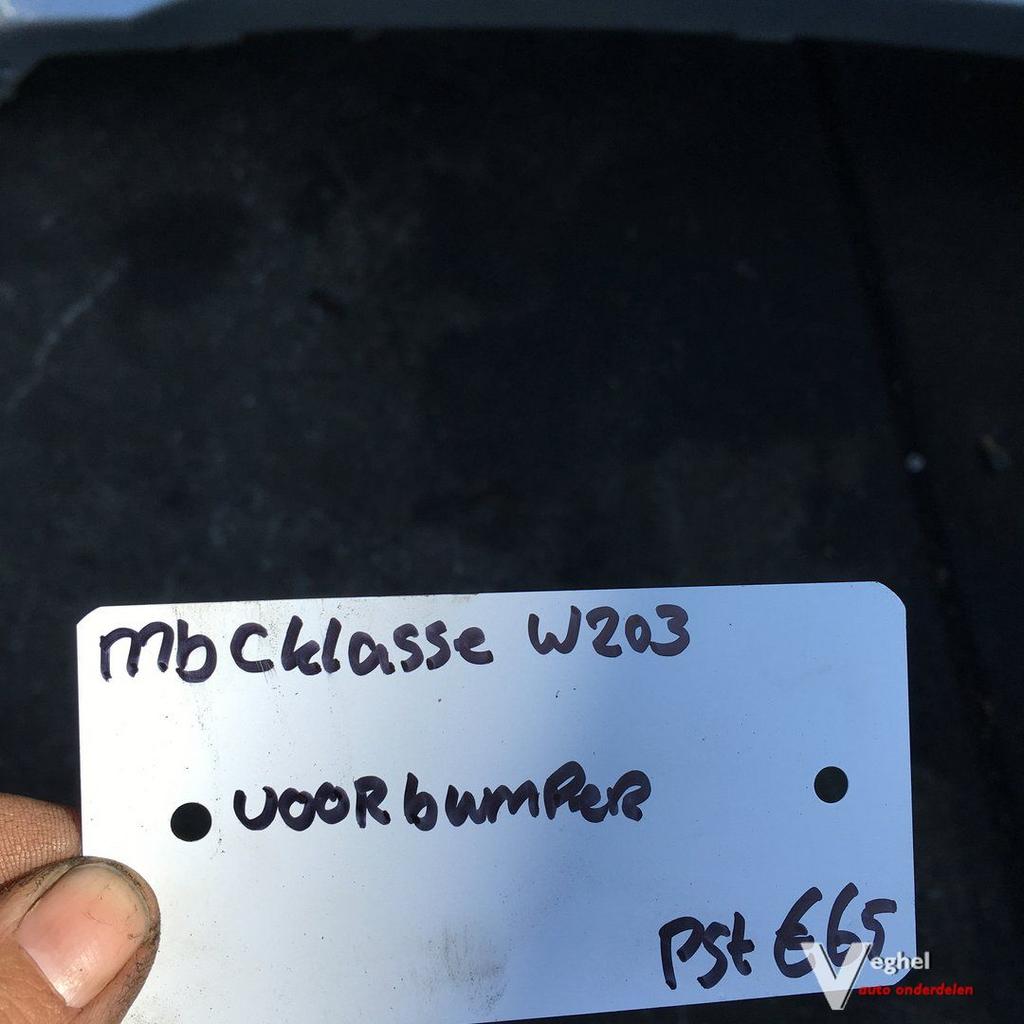 Mb Cklasse W203
voorbumper
Pst €65
Veghel
auto onderdelen